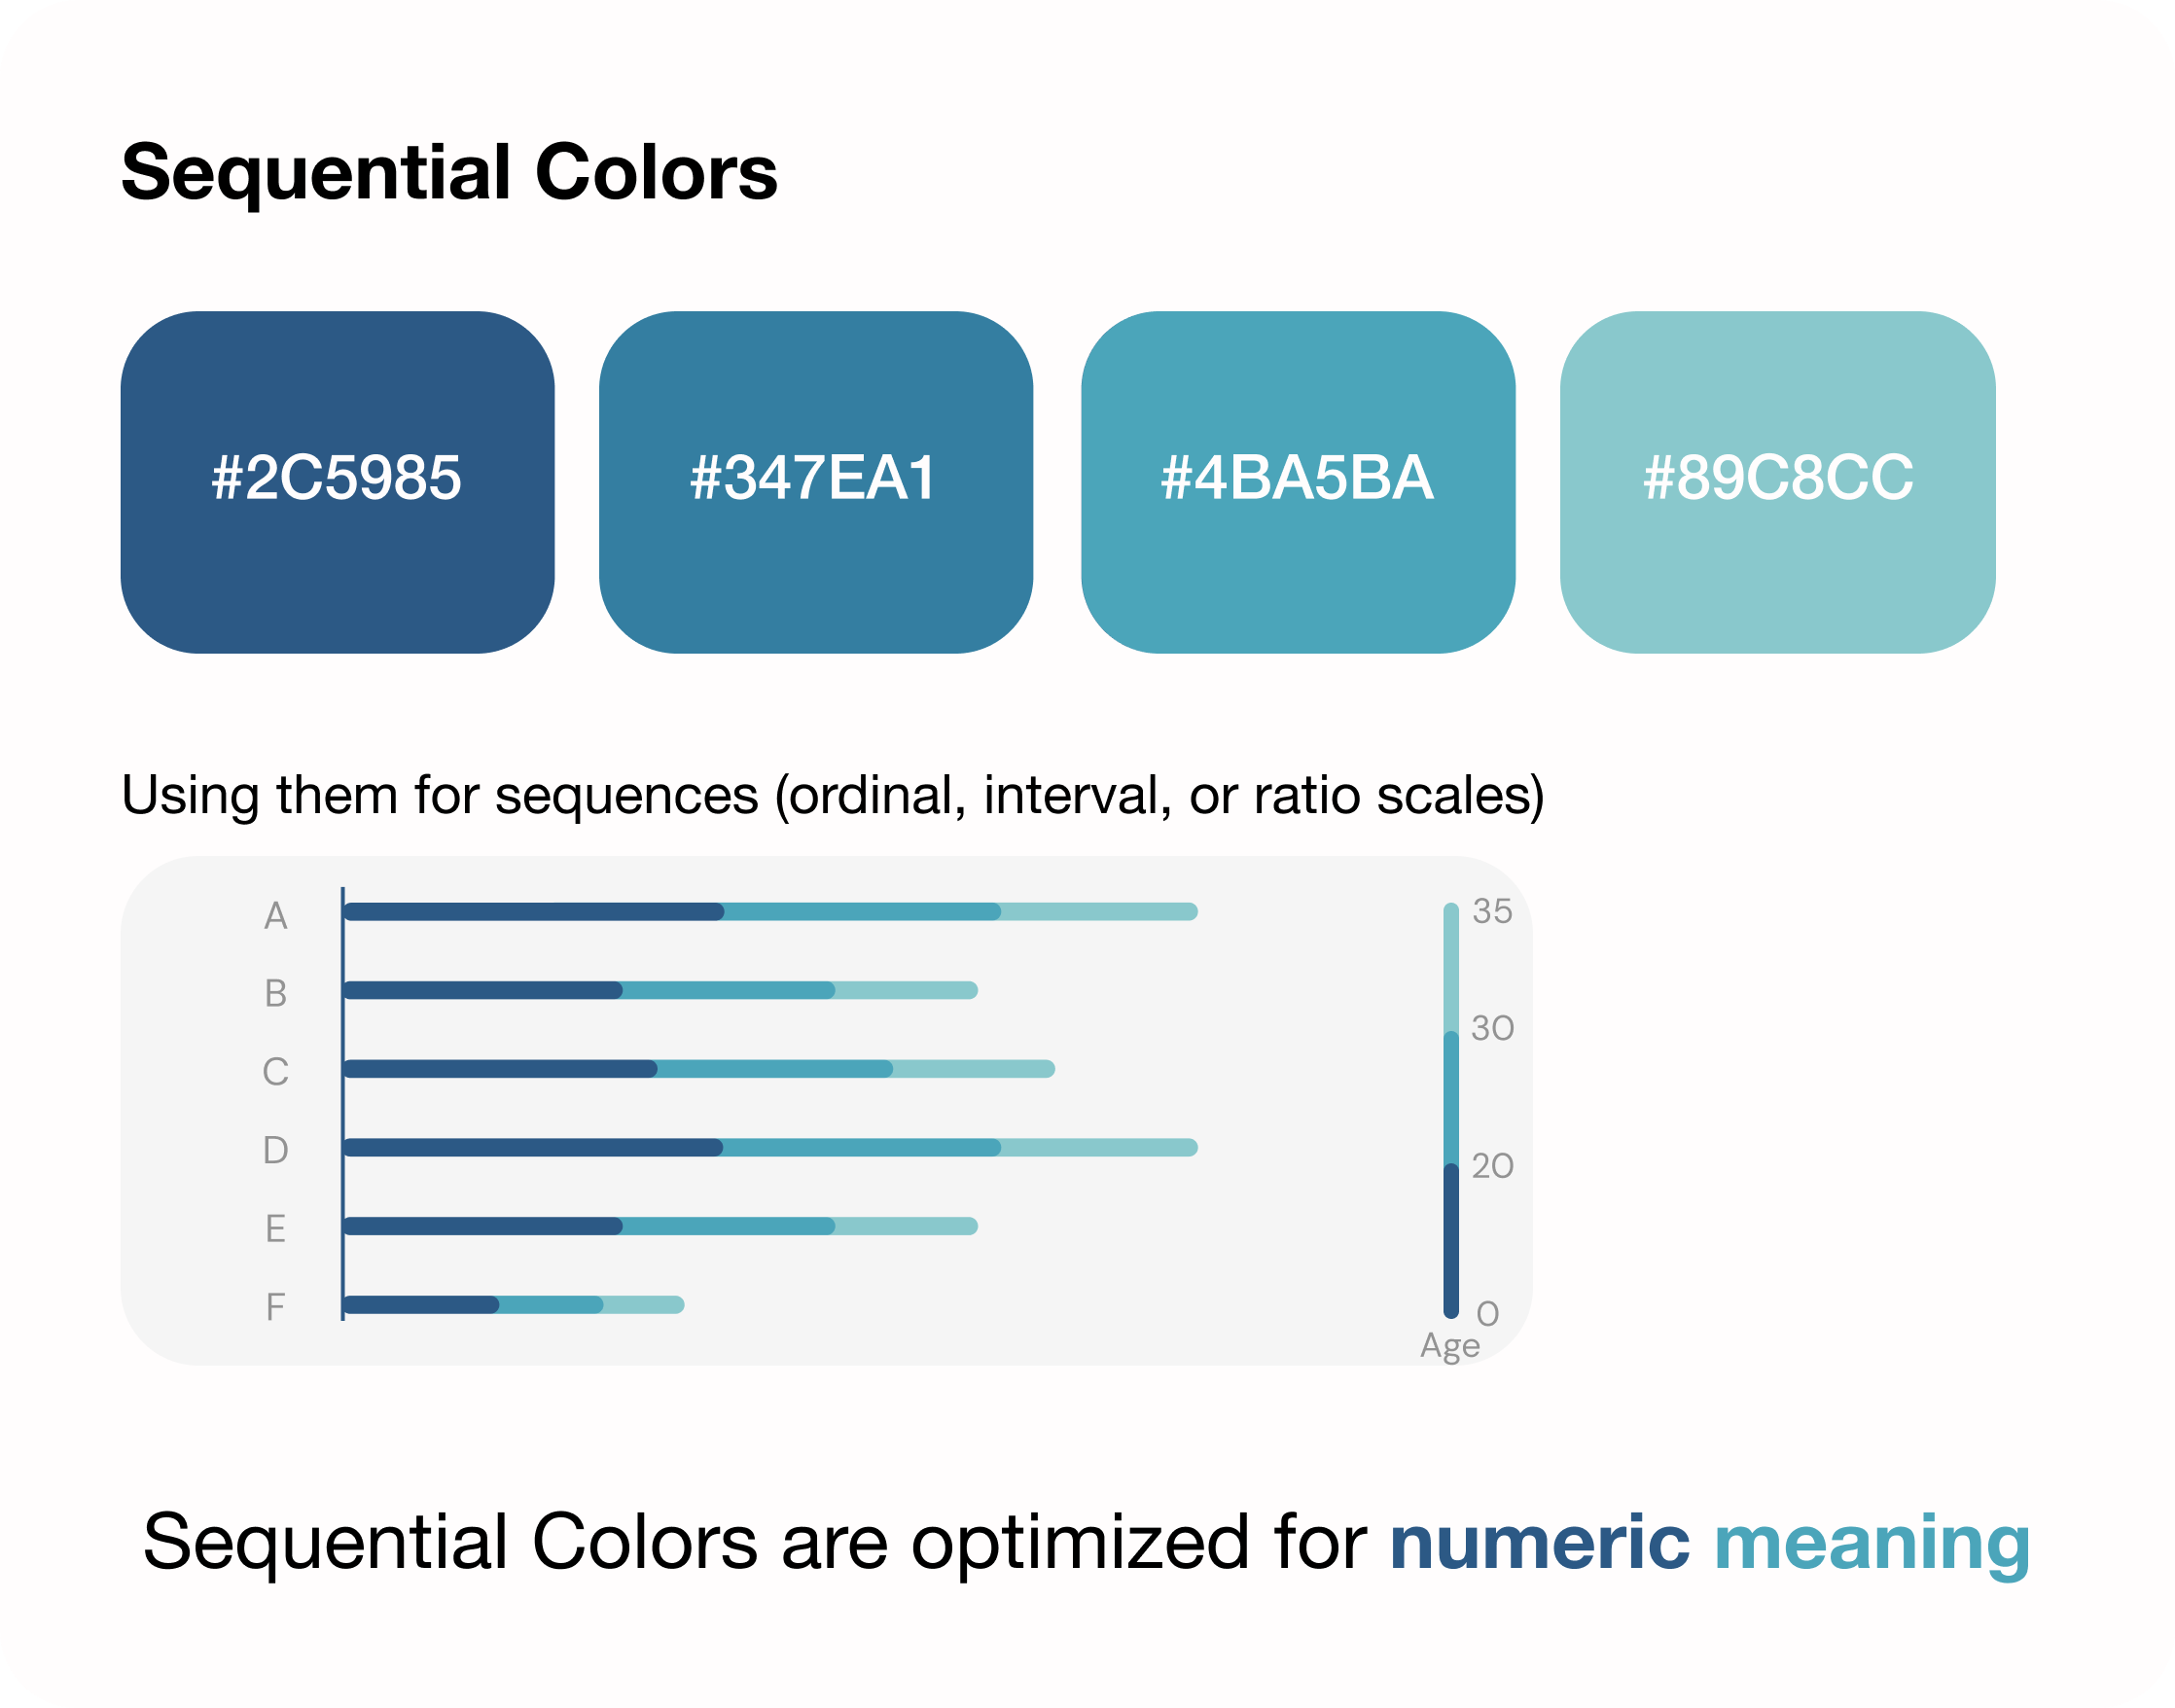 Sequential Colors
#2C5985 #347EA1 #4BA5BA #89C8CC
Using them for sequences (ordinal, interval, or ratio scales)
A
B
C
D
E
F
35
30
20
0
Age
Sequential Colors are optimized for numeric meaning